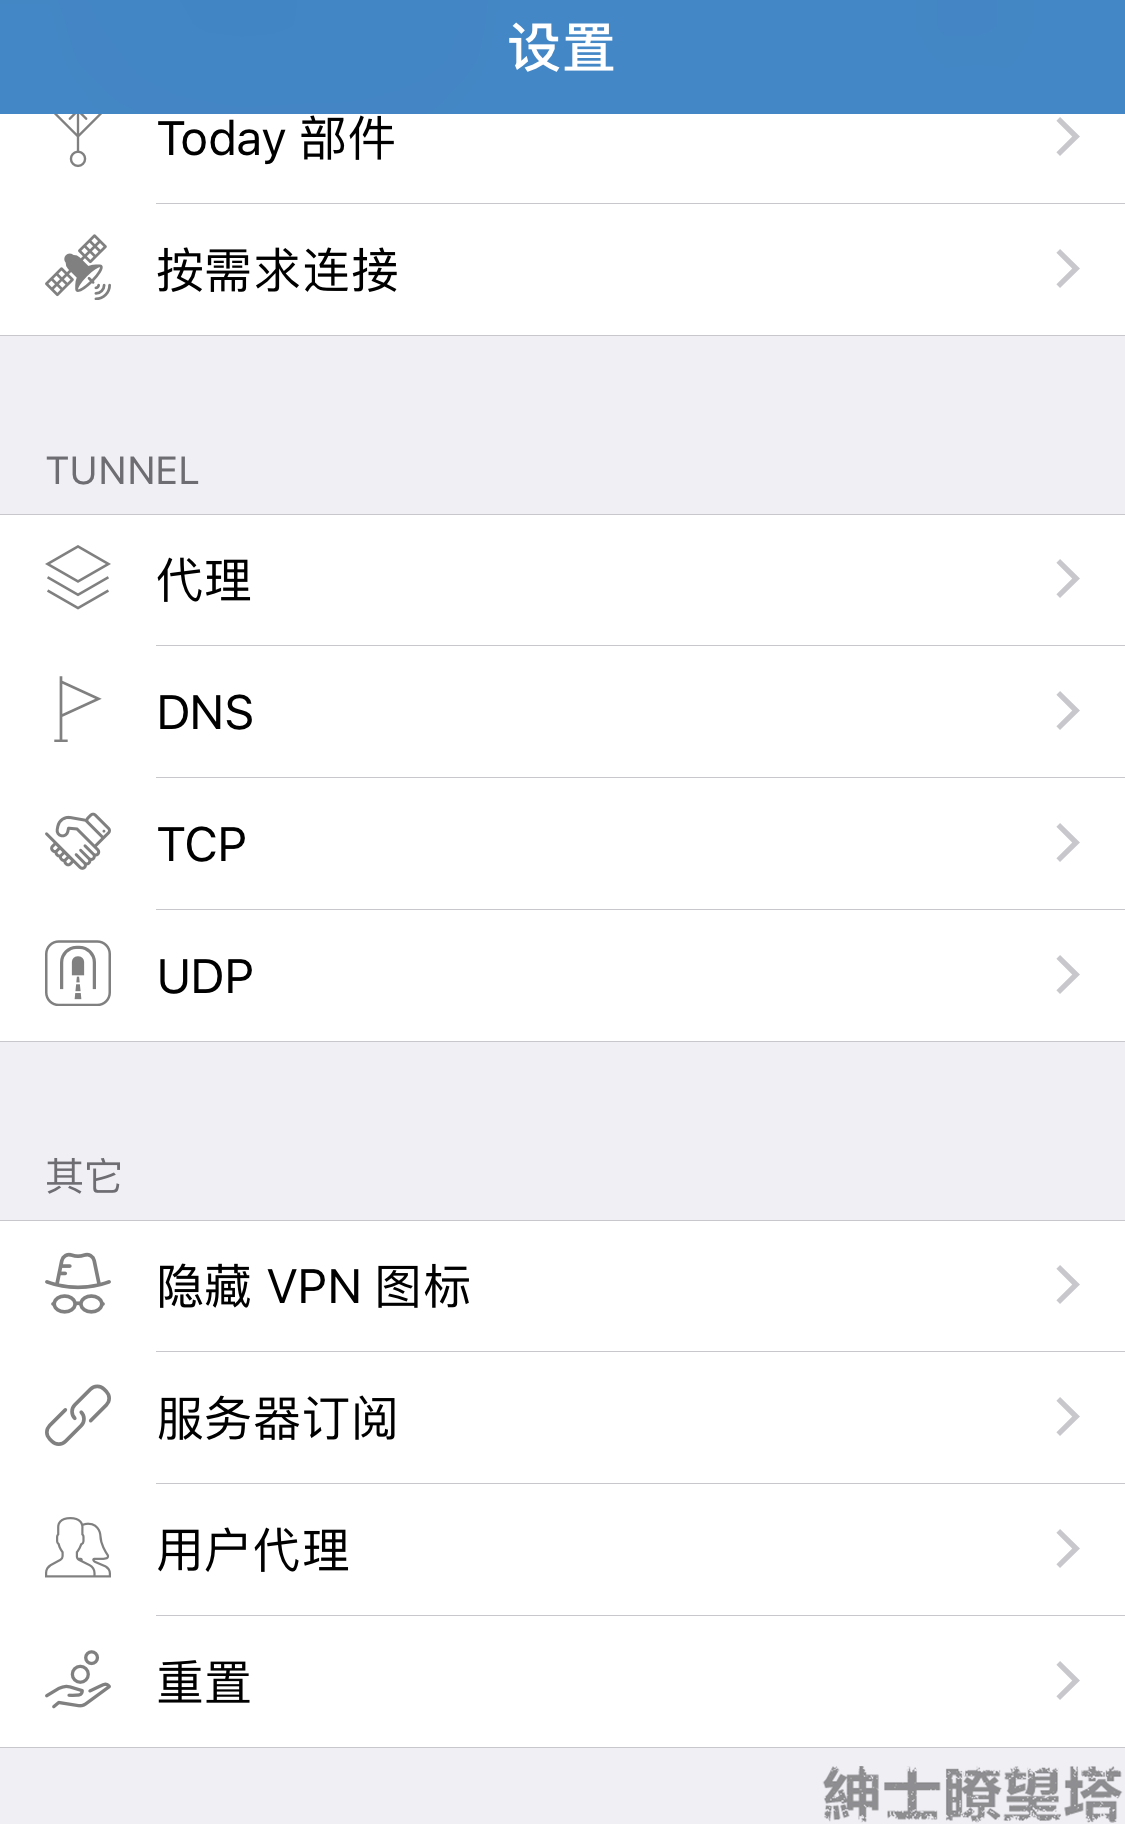 设置
Today 部件
按需求连接
TUNNEL
代理
DNS
TCP
UDP
其它
隐藏 VPN 图标
服务器订阅
用户代理
重置
紳士瞭望塔